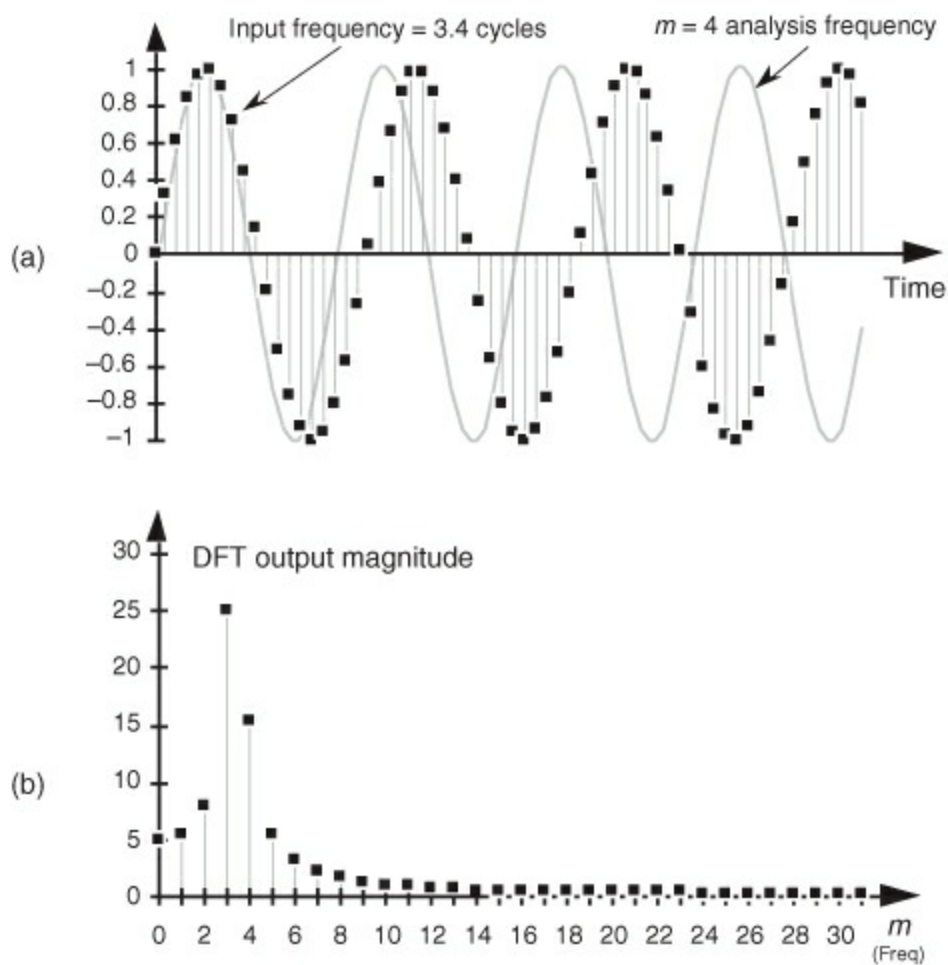 Input frequency = 3.4 cycles
m = 4 analysis frequency
1
0.8
0.6
0.4
0.2
0
–0.2
–0.4
–0.6
–0.8
–1
(a)
Time
DFT output magnitude
30
25
20
15
10
5
0
(b)
0 2 4 6 8 10 12 14 16 18 20 22 24 26 28 30
m
(Freq)